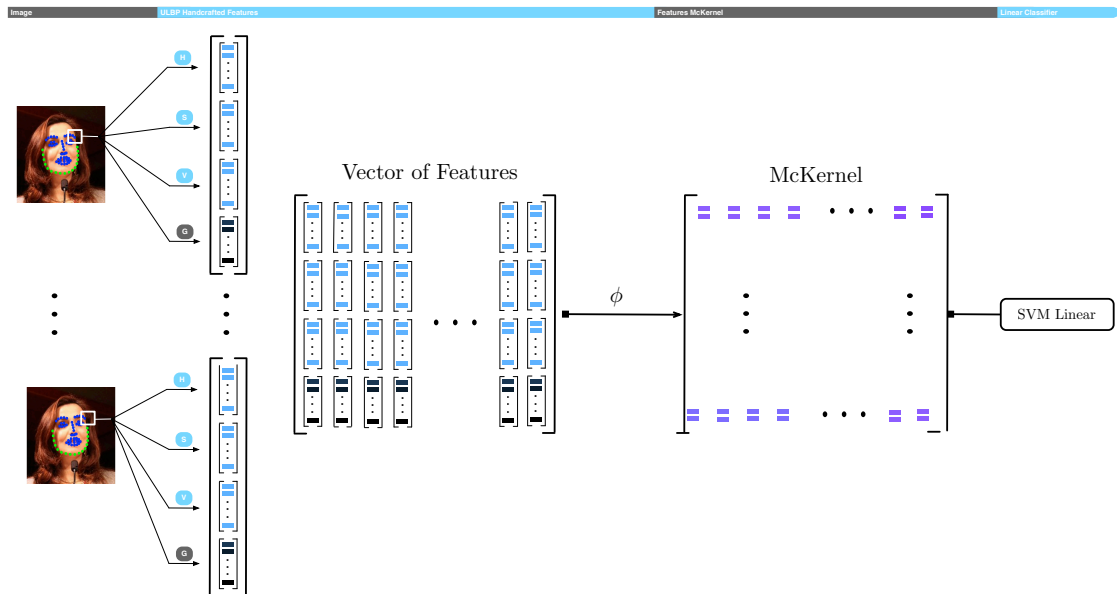 Image
ULBP Handcrafted Features
Features McKernel
Linear Classifier
H
S
V
G
Vector of Features
McKernel
ϕ
SVM Linear
H
S
V
G